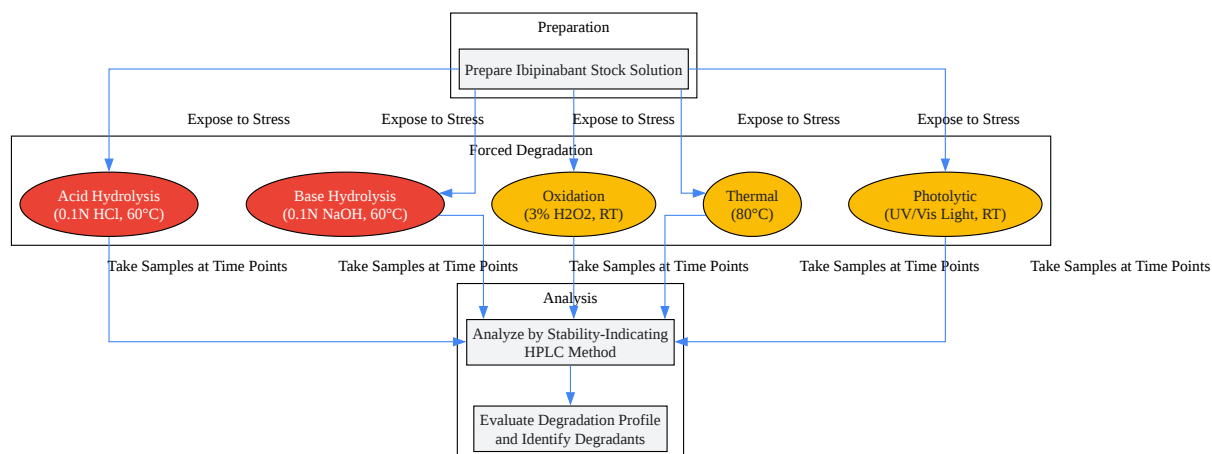 Preparation
Prepare Ibipinabant Stock Solution
Expose to Stress
Expose to Stress
Expose to Stress
Expose to Stress
Expose to Stress
Forced Degradation
Acid Hydrolysis
(0.1N HCl, 60°C)
Base Hydrolysis
(0.1N NaOH, 60°C)
Oxidation
(3% H2O2, RT)
Thermal
(80°C)
Photolytic
(UV/Vis Light, RT)
Take Samples at Time Points
Take Samples at Time Points
Take Samples at Time Points
Take Samples at Time Points
Take Samples at Time Points
Analysis
Analyze by Stability-Indicating
HPLC Method
Evaluate Degradation Profile
and Identify Degradants